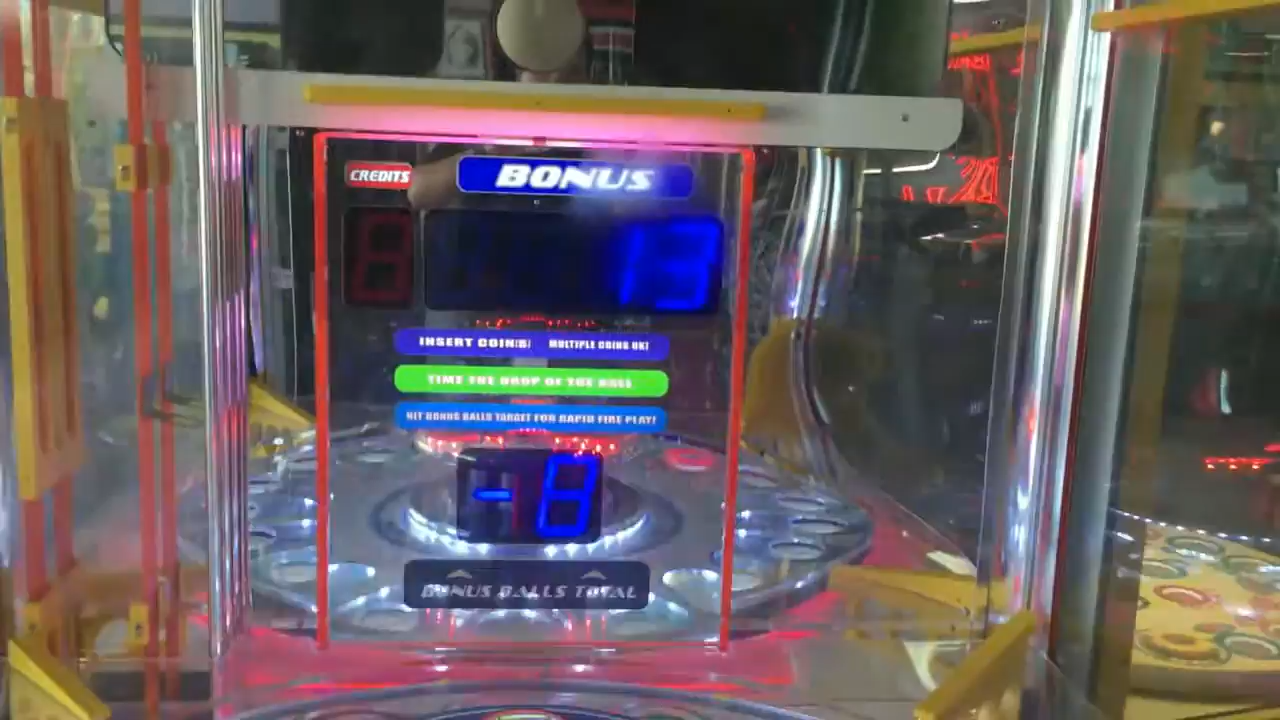 CREDITS
BONUS
8
13
INSERT COIN(S)! MULTIPLE COINS OK!
TIME THE DROP OF THE BALL
HIT BONUS BALLS TARGET FOR RAPID FIRE PLAY!
-8
BONUS BALLS TOTAL